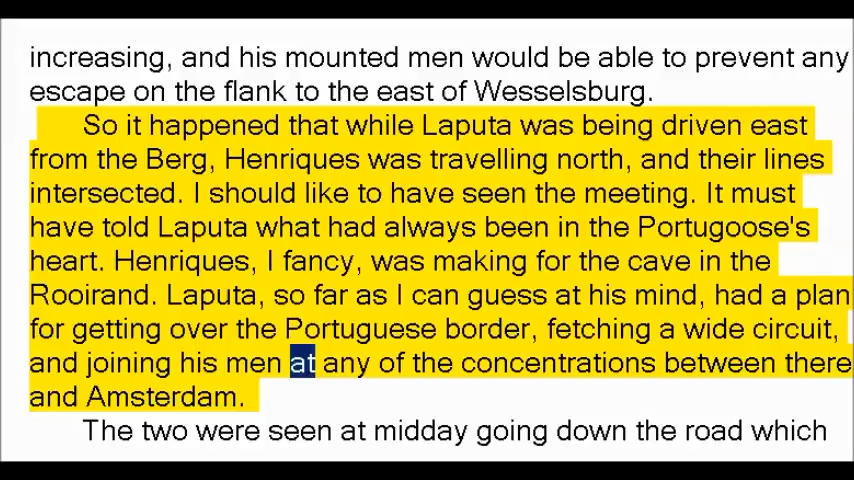 increasing, and his mounted men would be able to prevent any
escape on the flank to the east of Wesselsburg.
So it happened that while Laputa was being driven east
from the Berg, Henriques was travelling north, and their lines
intersected. I should like to have seen the meeting. It must
have told Laputa what had always been in the Portugoose's
heart. Henriques, I fancy, was making for the cave in the
Rooirand. Laputa, so far as I can guess at his mind, had a plan
for getting over the Portuguese border, fetching a wide circuit,
and joining his men at any of the concentrations between there
and Amsterdam.
The two were seen at midday going down the road which